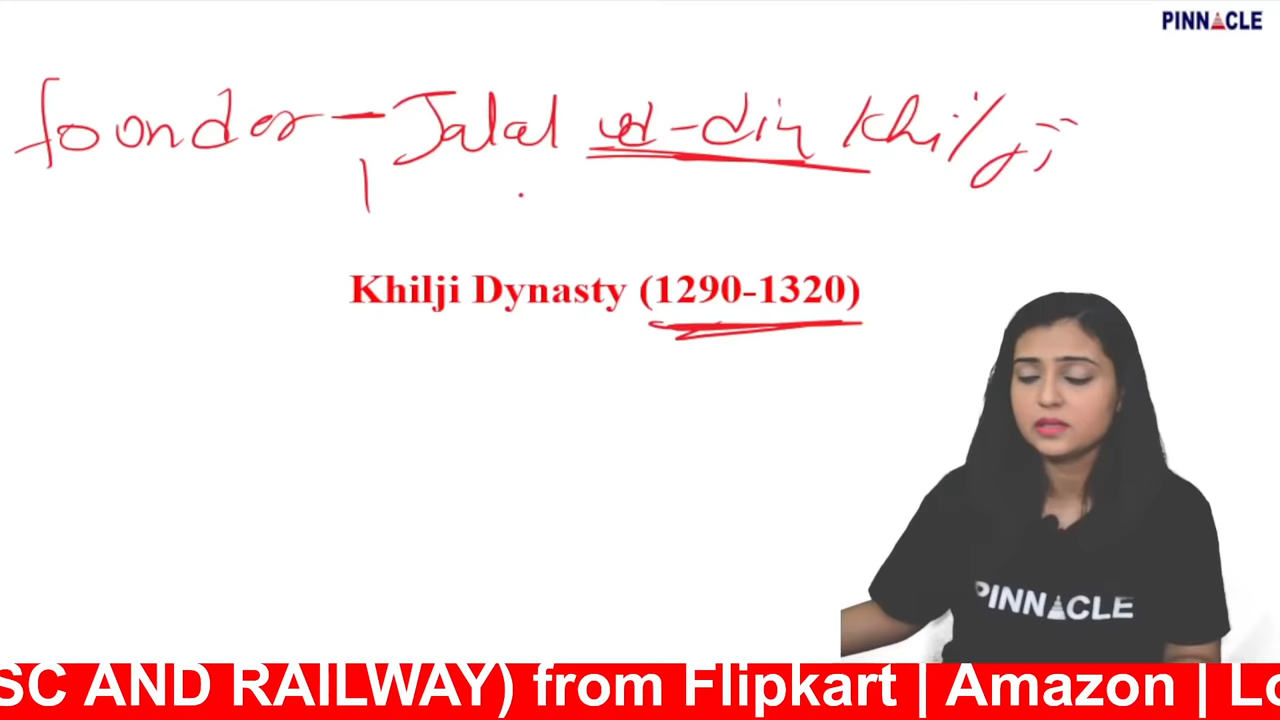 PINNACLE
founder - Jalal ud-din Khilji
Khilji Dynasty (1290-1320)
PINNACLE
SC AND RAILWAY) from Flipkart | Amazon | Lo